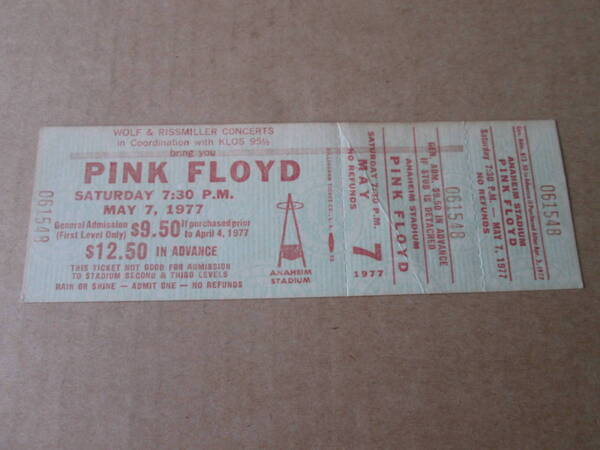 WOLF & RISSMILLER CONCERTS
in Coordination with KLOS 95½
bring you
PINK FLOYD
SATURDAY 7:30 P.M.
MAY 7, 1977
General Admission $9.50 If purchased prior
(First Level Only) to April 4, 1977
$12.50 IN ADVANCE
THIS TICKET NOT GOOD FOR ADMISSION
TO STADIUM SECOND & THIRD LEVELS
RAIN OR SHINE — ADMIT ONE — NO REFUNDS
061548
ANAHEIM
STADIUM
SATURDAY 7:30 P.M.
MAY 7
1977
NO REFUNDS
ANAHEIM STADIUM
PINK FLOYD
GEN. ADM. $9.50 IN ADVANCE
IF STUB IS DETACHED
061548
ANAHEIM STADIUM
PINK FLOYD
Saturday 7:30 P.M. — MAY 7, 1977
NO REFUNDS
061548